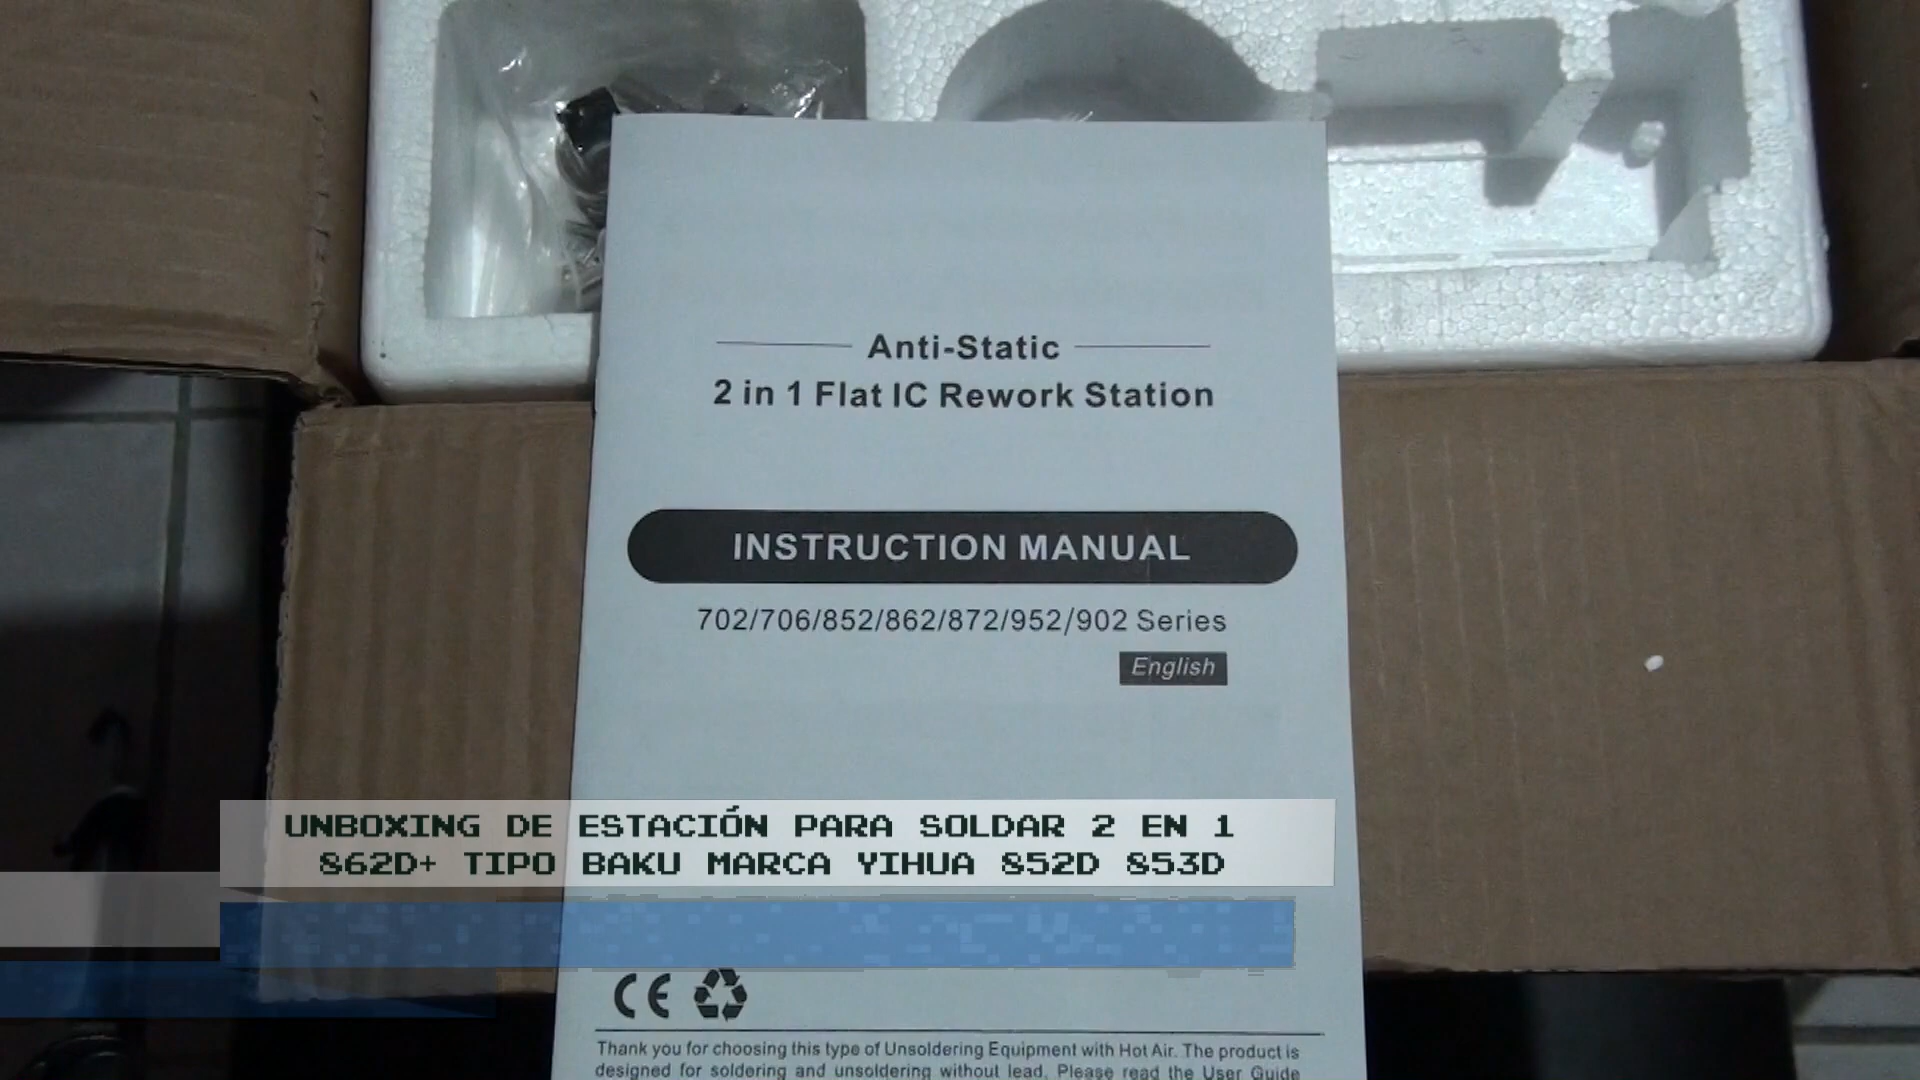 Anti-Static
2 in 1 Flat IC Rework Station
INSTRUCTION MANUAL
702/706/852/862/872/952/902 Series
English
UNBOXING DE ESTACIÓN PARA SOLDAR 2 EN 1
862D+ TIPO BAKU MARCA YIHUA 852D 853D
CE
Thank you for choosing this type of Unsoldering Equipment with Hot Air. The product is
designed for soldering and unsoldering without lead. Please read the User Guide